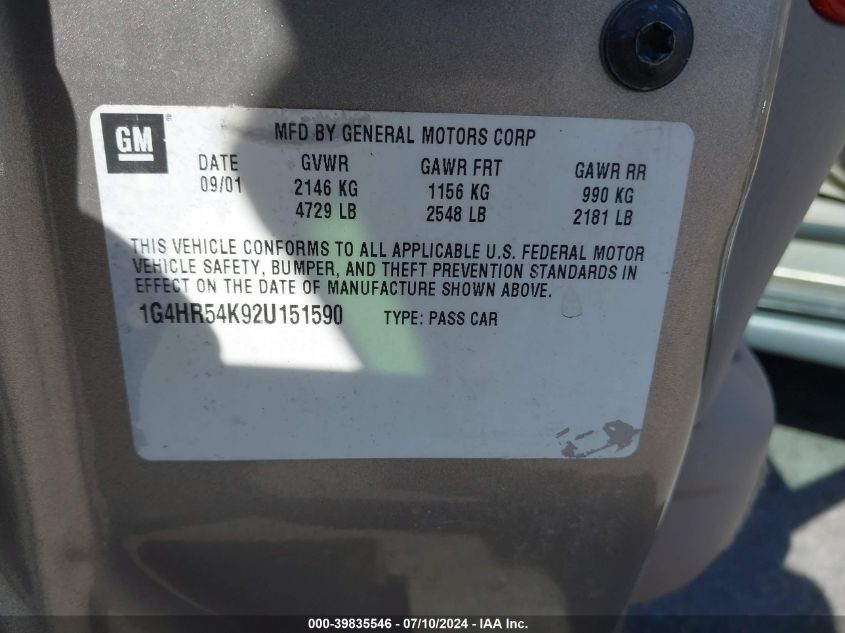 GM
MFD BY GENERAL MOTORS CORP
DATE GVWR GAWR FRT GAWR RR
09/01 2146 KG 1156 KG 990 KG
4729 LB 2548 LB 2181 LB
THIS VEHICLE CONFORMS TO ALL APPLICABLE U.S. FEDERAL MOTOR
VEHICLE SAFETY, BUMPER, AND THEFT PREVENTION STANDARDS IN
EFFECT ON THE DATE OF MANUFACTURE SHOWN ABOVE.
1G4HR54K92U151590 TYPE: PASS CAR
000-39835546 - 07/10/2024 - IAA Inc.